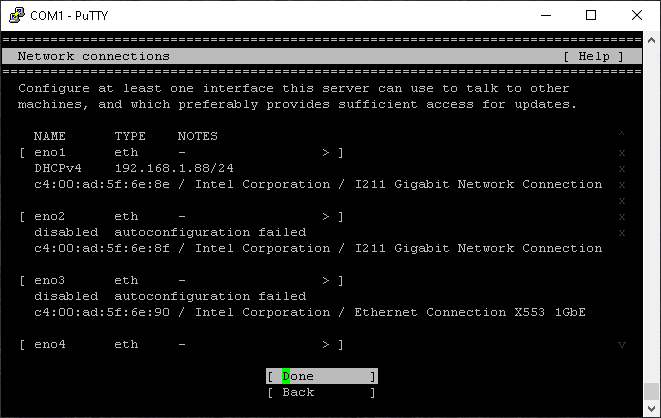 COM1 - PuTTY
================================================================================
Network connections [ Help ]
================================================================================
Configure at least one interface this server can use to talk to other
machines, and which preferably provides sufficient access for updates.
NAME TYPE NOTES ^
[ eno1 eth - > ] x
DHCPv4 192.168.1.88/24 x
c4:00:ad:5f:6e:8e / Intel Corporation / I211 Gigabit Network Connection x
x
[ eno2 eth - > ] x
disabled autoconfiguration failed x
c4:00:ad:5f:6e:8f / Intel Corporation / I211 Gigabit Network Connection
[ eno3 eth - > ]
disabled autoconfiguration failed
c4:00:ad:5f:6e:90 / Intel Corporation / Ethernet Connection X553 1GbE
[ eno4 eth - > ] v
[ Done ]
[ Back ]